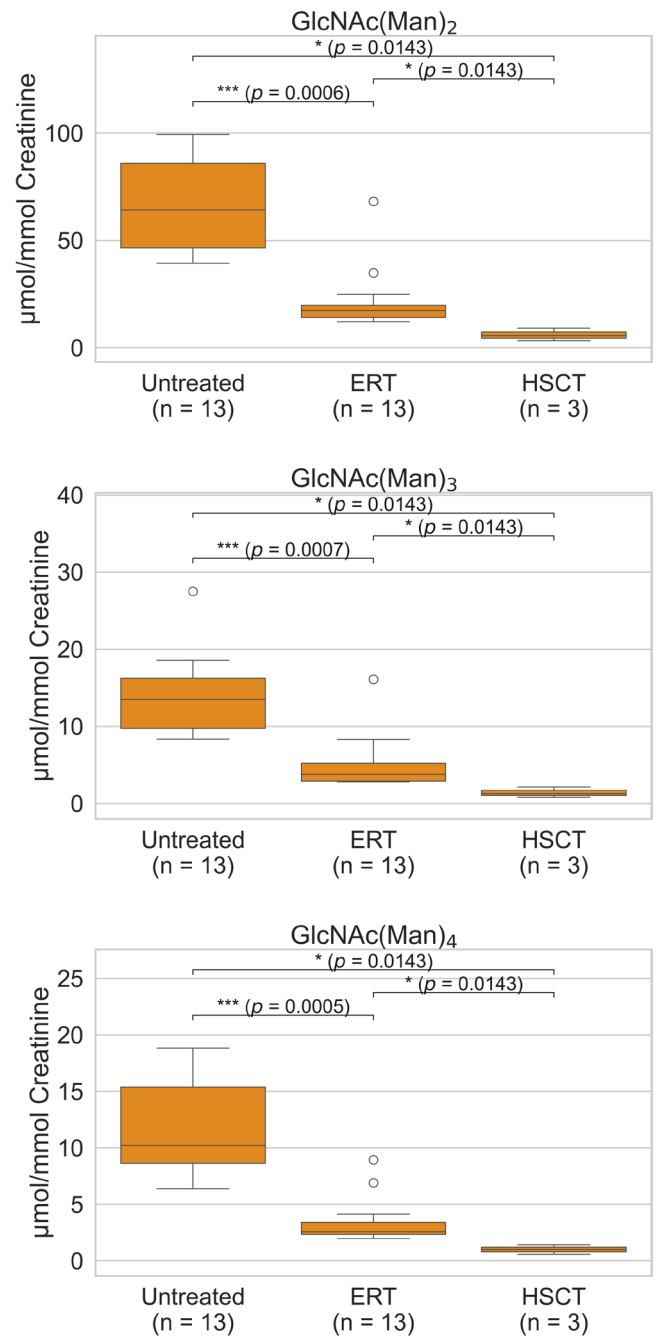 GlcNAc(Man)₂
* (p = 0.0143)
* (p = 0.0143)
*** (p = 0.0006)
µmol/mmol Creatinine
100
50
0
Untreated
(n = 13)
ERT
(n = 13)
HSCT
(n = 3)
GlcNAc(Man)₃
* (p = 0.0143)
* (p = 0.0143)
*** (p = 0.0007)
µmol/mmol Creatinine
40
30
20
10
0
Untreated
(n = 13)
ERT
(n = 13)
HSCT
(n = 3)
GlcNAc(Man)₄
* (p = 0.0143)
* (p = 0.0143)
*** (p = 0.0005)
µmol/mmol Creatinine
25
20
15
10
5
0
Untreated
(n = 13)
ERT
(n = 13)
HSCT
(n = 3)